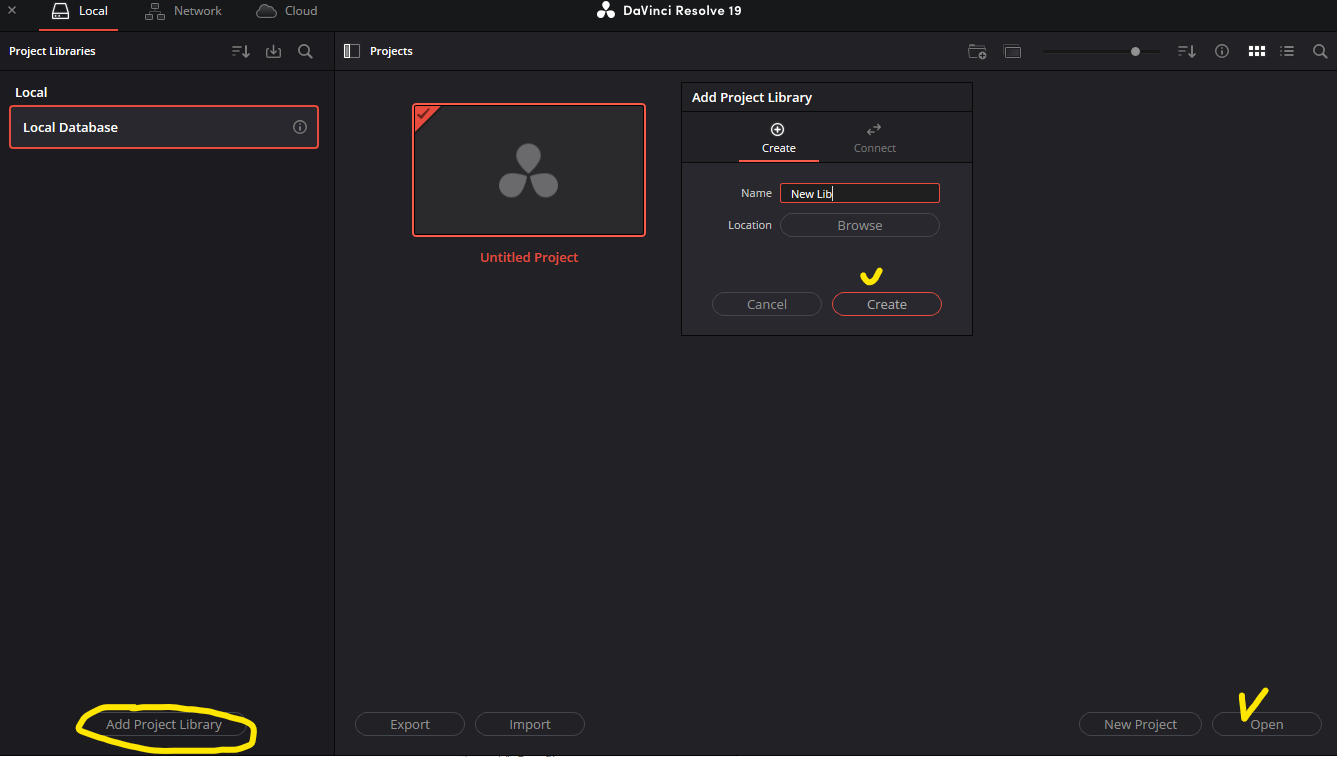 Local Network Cloud DaVinci Resolve 19
Project Libraries Projects
Local
Local Database
Untitled Project
Add Project Library
Create Connect
Name New Lib
Location Browse
Cancel Create
Add Project Library Export Import New Project Open